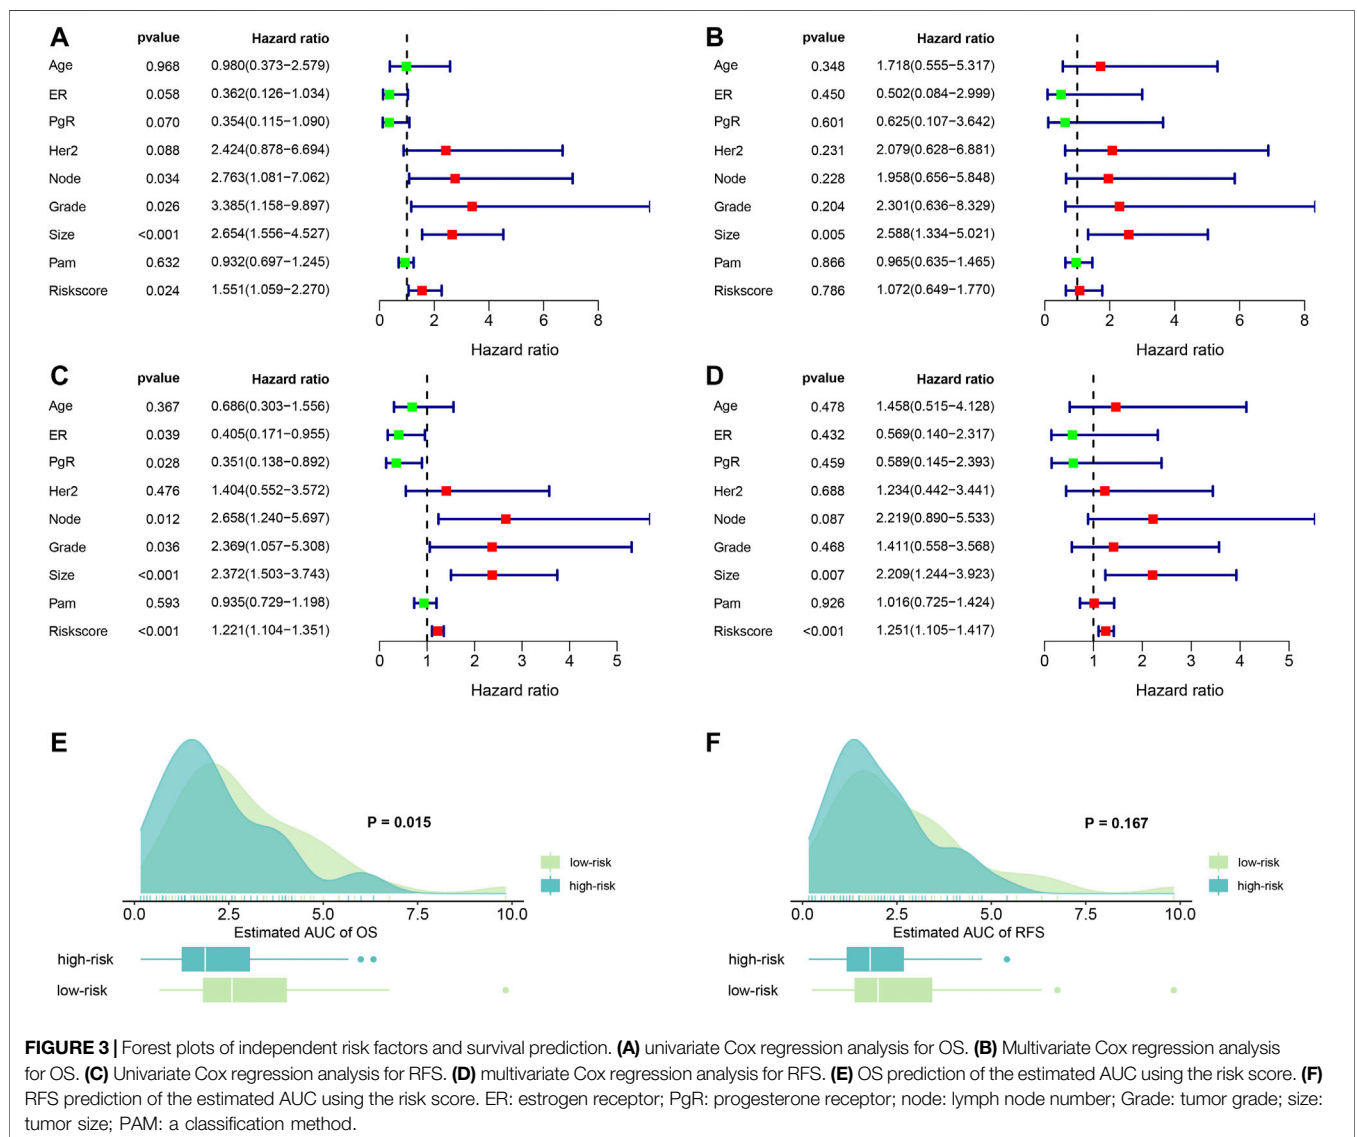 A pvalue Hazard ratio
Age 0.968 0.980(0.373−2.579)
ER 0.058 0.362(0.126−1.034)
PgR 0.070 0.354(0.115−1.090)
Her2 0.088 2.424(0.878−6.694)
Node 0.034 2.763(1.081−7.062)
Grade 0.026 3.385(1.158−9.897)
Size <0.001 2.654(1.556−4.527)
Pam 0.632 0.932(0.697−1.245)
Riskscore 0.024 1.551(1.059−2.270)
0 2 4 6 8
Hazard ratio
B pvalue Hazard ratio
Age 0.348 1.718(0.555−5.317)
ER 0.450 0.502(0.084−2.999)
PgR 0.601 0.625(0.107−3.642)
Her2 0.231 2.079(0.628−6.881)
Node 0.228 1.958(0.656−5.848)
Grade 0.204 2.301(0.636−8.329)
Size 0.005 2.588(1.334−5.021)
Pam 0.866 0.965(0.635−1.465)
Riskscore 0.786 1.072(0.649−1.770)
0 2 4 6 8
Hazard ratio
C pvalue Hazard ratio
Age 0.367 0.686(0.303−1.556)
ER 0.039 0.405(0.171−0.955)
PgR 0.028 0.351(0.138−0.892)
Her2 0.476 1.404(0.552−3.572)
Node 0.012 2.658(1.240−5.697)
Grade 0.036 2.369(1.057−5.308)
Size <0.001 2.372(1.503−3.743)
Pam 0.593 0.935(0.729−1.198)
Riskscore <0.001 1.221(1.104−1.351)
0 1 2 3 4 5
Hazard ratio
D pvalue Hazard ratio
Age 0.478 1.458(0.515−4.128)
ER 0.432 0.569(0.140−2.317)
PgR 0.459 0.589(0.145−2.393)
Her2 0.688 1.234(0.442−3.441)
Node 0.087 2.219(0.890−5.533)
Grade 0.468 1.411(0.558−3.568)
Size 0.007 2.209(1.244−3.923)
Pam 0.926 1.016(0.725−1.424)
Riskscore <0.001 1.251(1.105−1.417)
0 1 2 3 4 5
Hazard ratio
E
P = 0.015
low-risk
high-risk
0.0 2.5 5.0 7.5 10.0
Estimated AUC of OS
high-risk
low-risk
F
P = 0.167
low-risk
high-risk
0.0 2.5 5.0 7.5 10.0
Estimated AUC of RFS
high-risk
low-risk
FIGURE 3 | Forest plots of independent risk factors and survival prediction. (A) univariate Cox regression analysis for OS. (B) Multivariate Cox regression analysis
for OS. (C) Univariate Cox regression analysis for RFS. (D) multivariate Cox regression analysis for RFS. (E) OS prediction of the estimated AUC using the risk score. (F)
RFS prediction of the estimated AUC using the risk score. ER: estrogen receptor; PgR: progesterone receptor; node: lymph node number; Grade: tumor grade; size:
tumor size; PAM: a classification method.